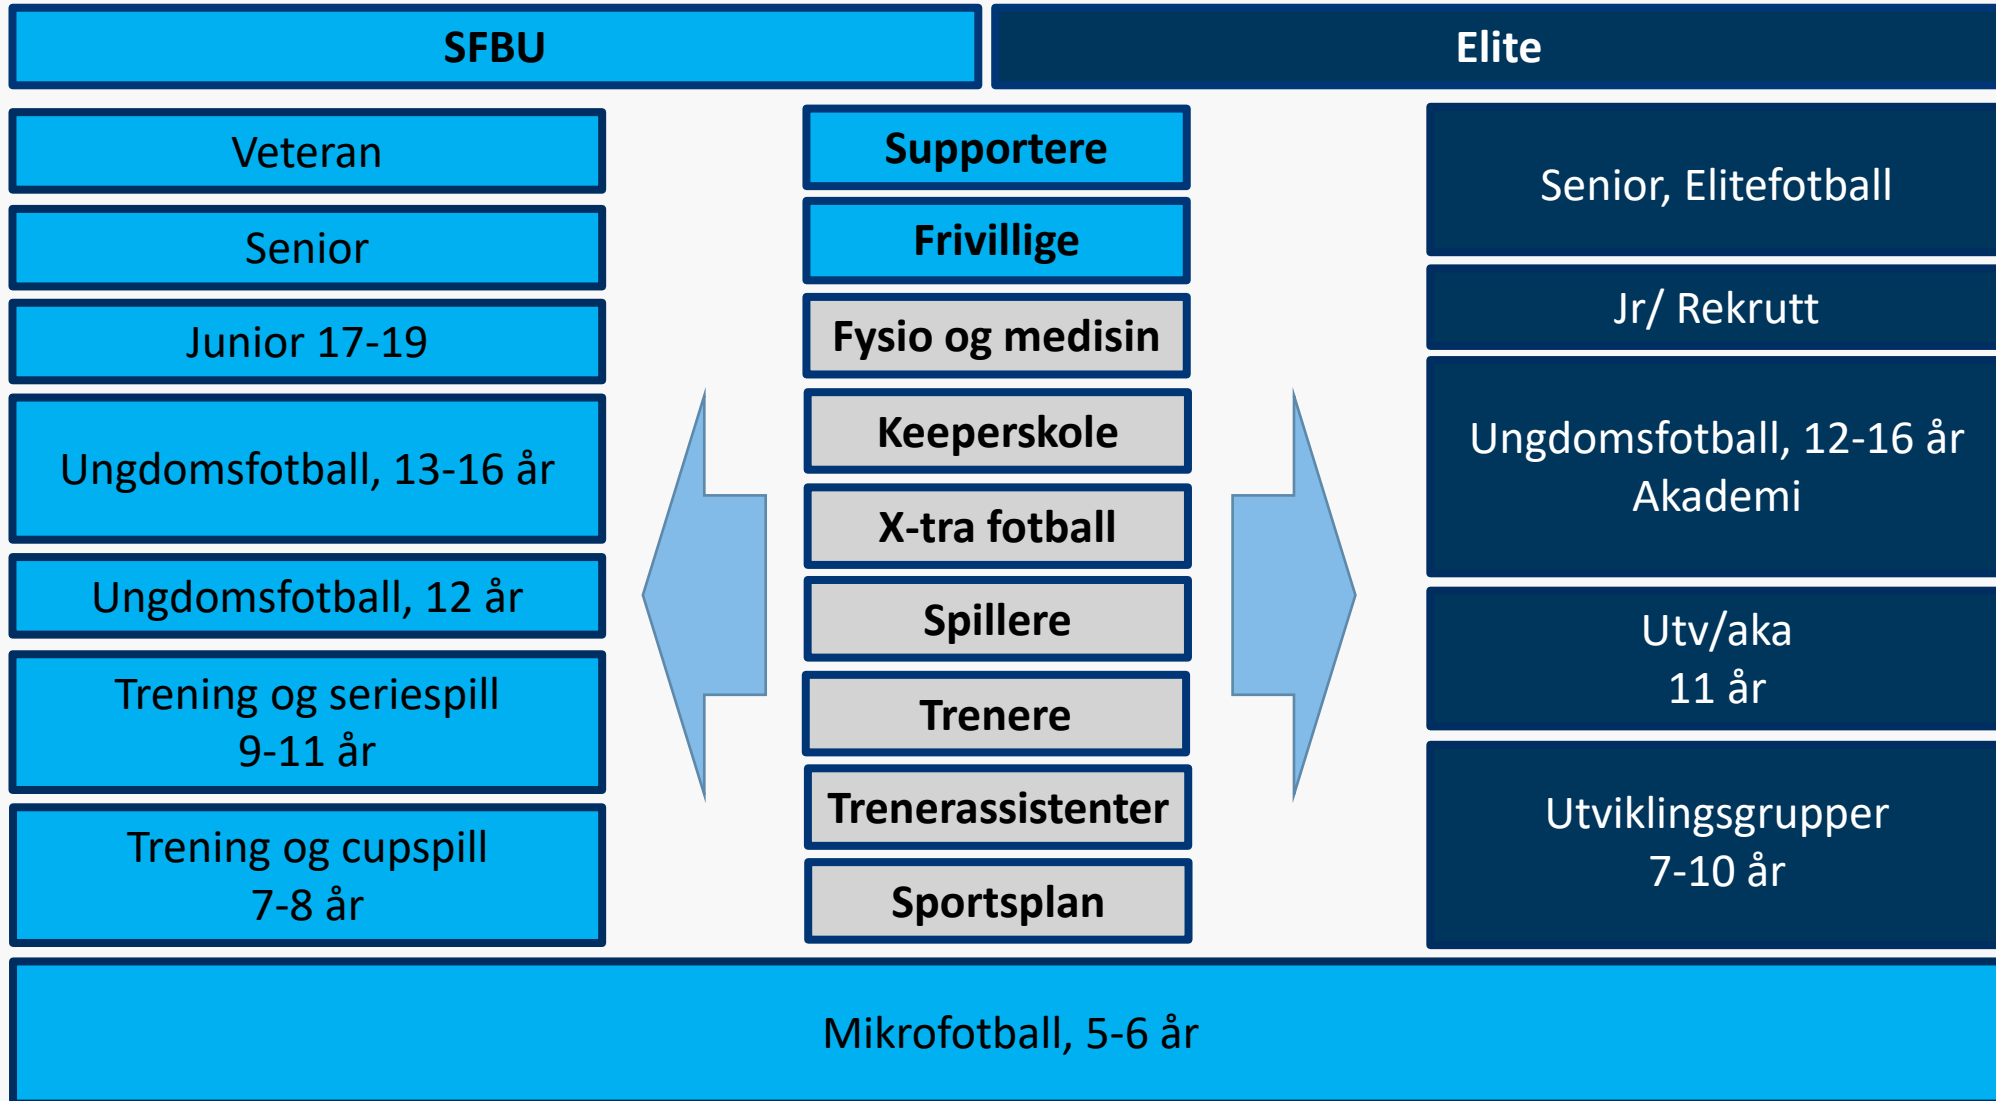 SFBU
Elite
Veteran
Senior
Junior 17-19
Ungdomsfotball, 13-16 år
Ungdomsfotball, 12 år
Trening og seriespill
9-11 år
Trening og cupspill
7-8 år
Supportere
Frivillige
Fysio og medisin
Keeperskole
X-tra fotball
Spillere
Trenere
Trenerassistenter
Sportsplan
Senior, Elitefotball
Jr/ Rekrutt
Ungdomsfotball, 12-16 år
Akademi
Utv/aka
11 år
Utviklingsgrupper
7-10 år
Mikrofotball, 5-6 år